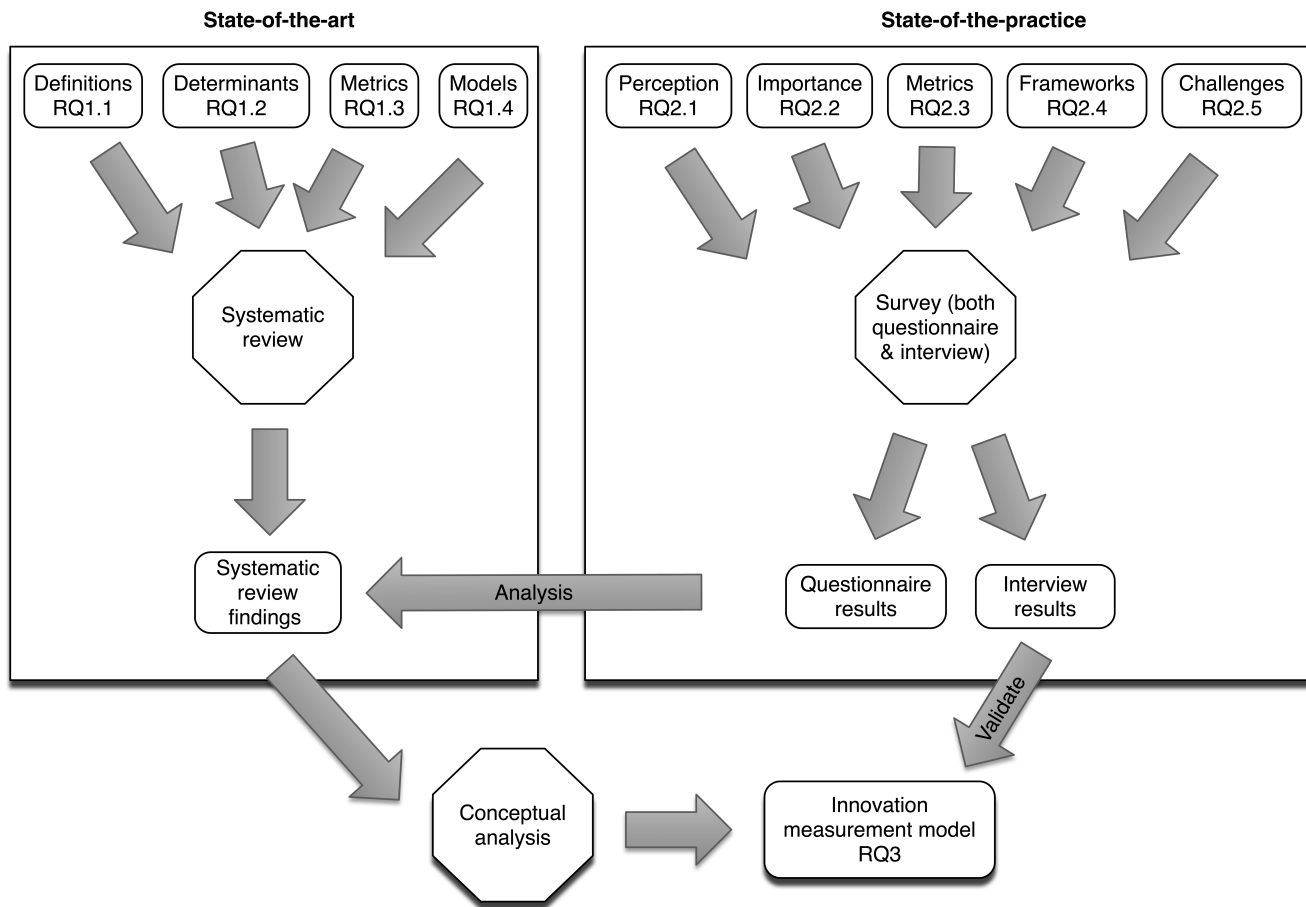 State-of-the-art
State-of-the-practice
Definitions
RQ1.1
Determinants
RQ1.2
Metrics
RQ1.3
Models
RQ1.4
Perception
RQ2.1
Importance
RQ2.2
Metrics
RQ2.3
Frameworks
RQ2.4
Challenges
RQ2.5
Systematic
review
Survey (both
questionnaire
& interview)
Systematic
review
findings
Analysis
Questionnaire
results
Interview
results
Validate
Conceptual
analysis
Innovation
measurement model
RQ3